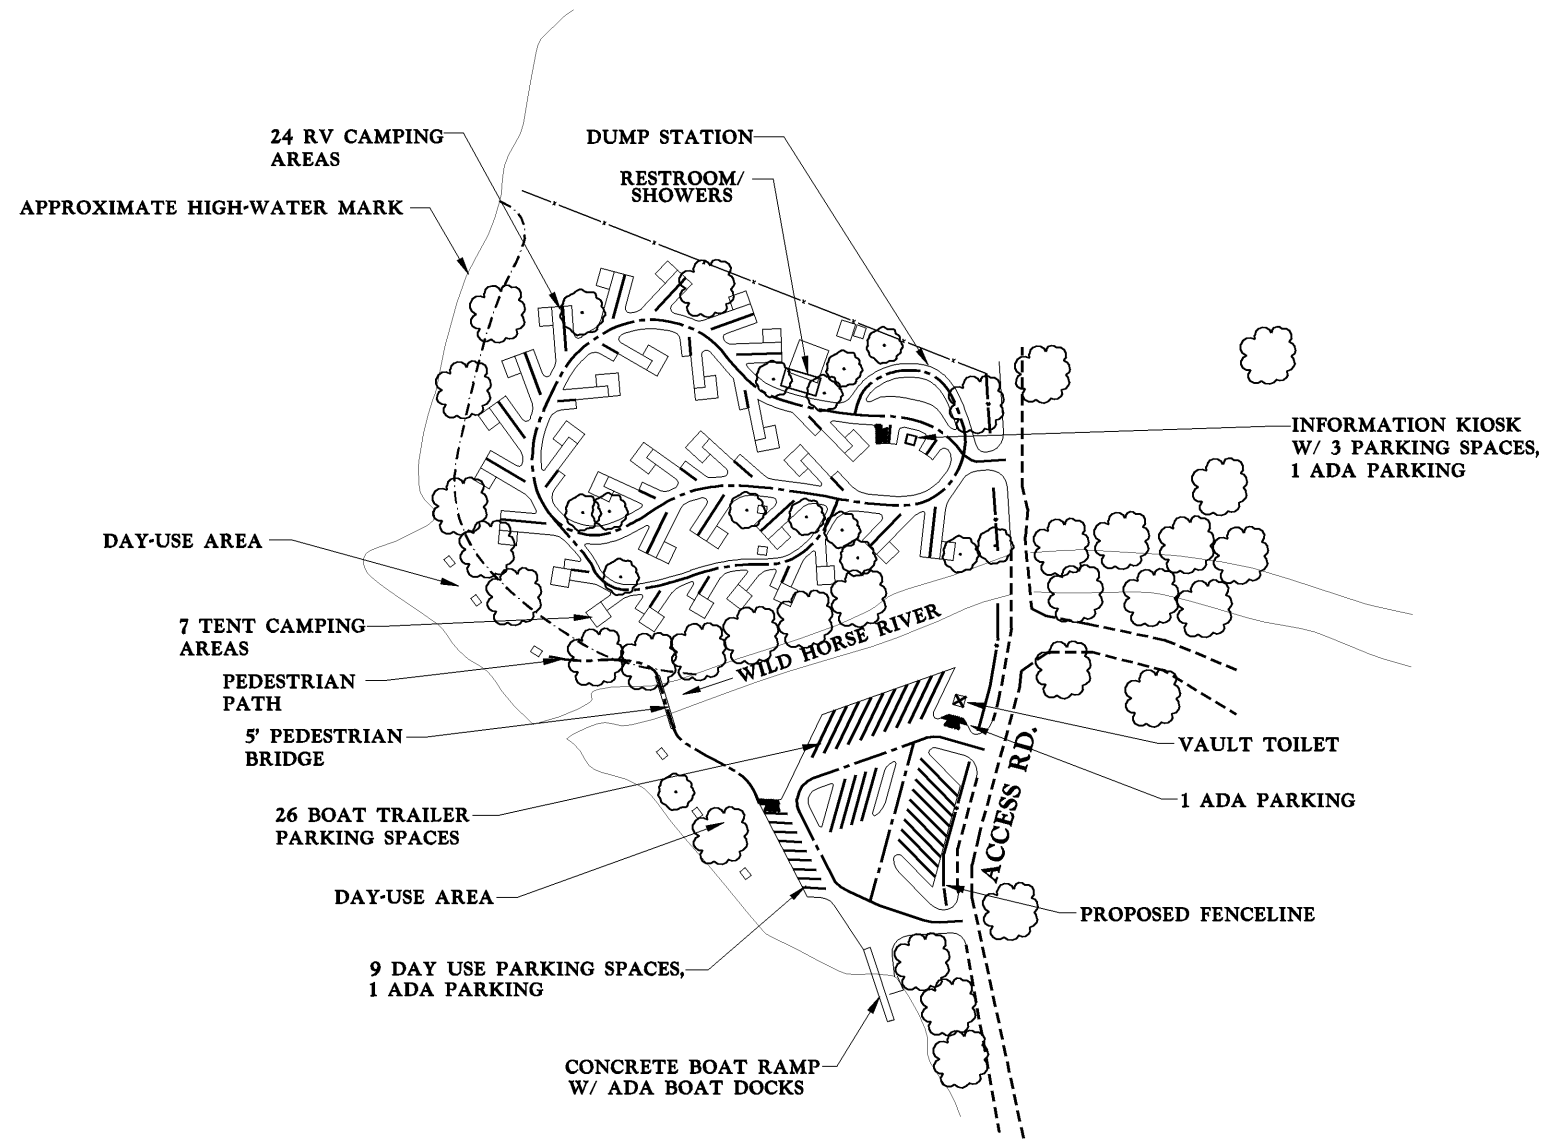 24 RV CAMPING
AREAS
DUMP STATION
RESTROOM/
SHOWERS
APPROXIMATE HIGH-WATER MARK
INFORMATION KIOSK
W/ 3 PARKING SPACES,
1 ADA PARKING
DAY-USE AREA
7 TENT CAMPING
AREAS
WILD HORSE RIVER
PEDESTRIAN
PATH
5' PEDESTRIAN
BRIDGE
VAULT TOILET
ACCESS RD.
1 ADA PARKING
26 BOAT TRAILER
PARKING SPACES
DAY-USE AREA
PROPOSED FENCELINE
9 DAY USE PARKING SPACES,
1 ADA PARKING
CONCRETE BOAT RAMP
W/ ADA BOAT DOCKS